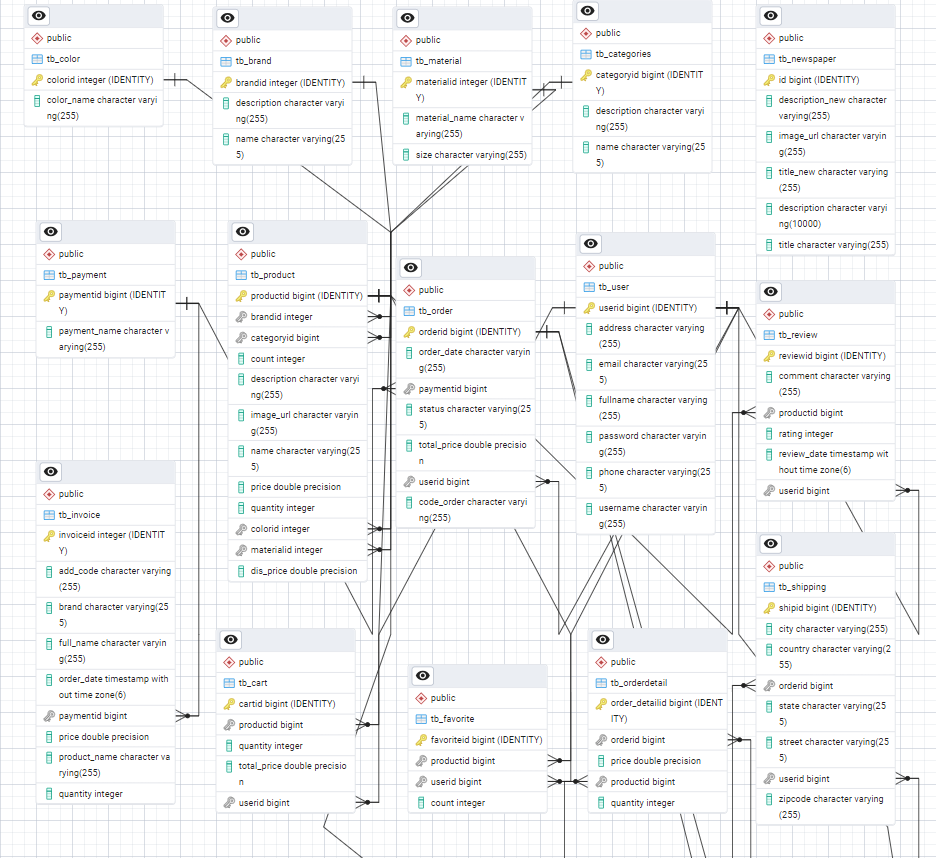 public
tb_color
colorid integer (IDENTITY)
color_name character varyi
ng(255)
public
tb_brand
brandid integer (IDENTITY)
description character varyi
ng(255)
name character varying(25
5)
public
tb_material
materialid integer (IDENTIT
Y)
material_name character v
arying(255)
size character varying(255)
public
tb_categories
categoryid bigint (IDENTIT
Y)
description character varyi
ng(255)
name character varying(25
5)
public
tb_newspaper
id bigint (IDENTITY)
description_new character
varying(255)
image_url character varyin
g(255)
title_new character varying
(255)
description character varyi
ng(10000)
title character varying(255)
public
tb_payment
paymentid bigint (IDENTIT
Y)
payment_name character v
arying(255)
public
tb_product
productid bigint (IDENTITY)
brandid integer
categoryid bigint
count integer
description character varyi
ng(255)
image_url character varyin
g(255)
name character varying(25
5)
price double precision
quantity integer
colorid integer
materialid integer
dis_price double precision
public
tb_order
orderid bigint (IDENTITY)
order_date character varyin
g(255)
paymentid bigint
status character varying(25
5)
total_price double precisio
n
userid bigint
code_order character varyi
ng(255)
public
tb_user
userid bigint (IDENTITY)
address character varying
(255)
email character varying(25
5)
fullname character varying
(255)
password character varyin
g(255)
phone character varying(25
5)
username character varyin
g(255)
public
tb_review
reviewid bigint (IDENTITY)
comment character varying
(255)
productid bigint
rating integer
review_date timestamp wit
hout time zone(6)
userid bigint
public
tb_invoice
invoiceid integer (IDENTIT
Y)
add_code character varying
(255)
brand character varying(25
5)
full_name character varyin
g(255)
order_date timestamp with
out time zone(6)
paymentid bigint
price double precision
product_name character va
rying(255)
quantity integer
public
tb_cart
cartid bigint (IDENTITY)
productid bigint
quantity integer
total_price double precisio
n
userid bigint
public
tb_favorite
favoriteid bigint (IDENTITY)
productid bigint
userid bigint
count integer
public
tb_orderdetail
order_detailid bigint (IDENT
ITY)
orderid bigint
price double precision
productid bigint
quantity integer
public
tb_shipping
shipid bigint (IDENTITY)
city character varying(255)
country character varying(2
55)
orderid bigint
state character varying(25
5)
street character varying(25
5)
userid bigint
zipcode character varying
(255)